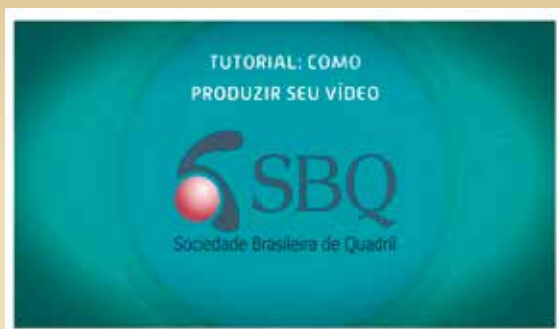 TUTORIAL: COMO
PRODUZIR SEU VÍDEO
SBQ
Sociedade Brasileira de Quadril